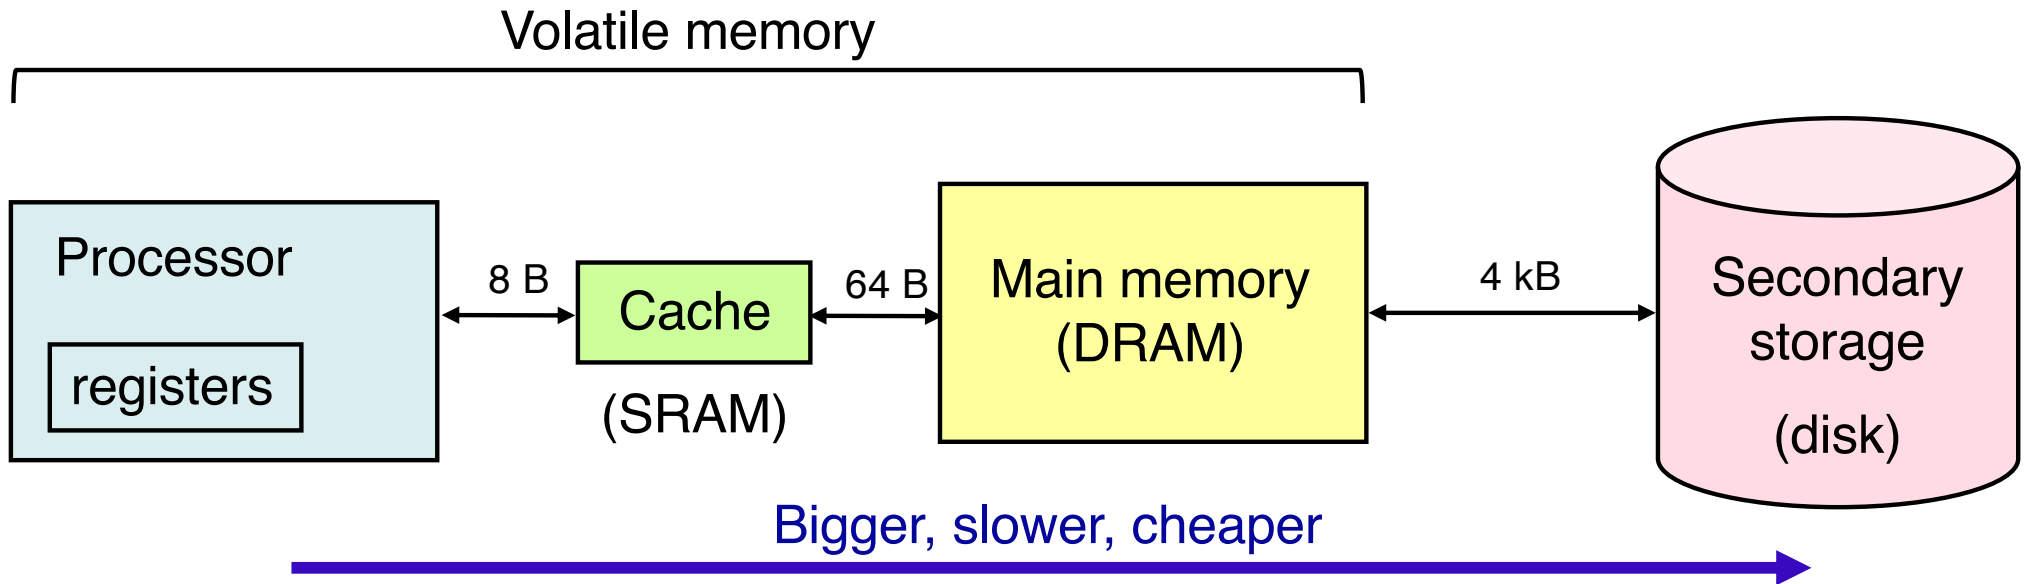 Volatile memory
Processor
registers
8 B
Cache
(SRAM)
64 B
Main memory
(DRAM)
4 kB
Secondary
storage
(disk)
Bigger, slower, cheaper